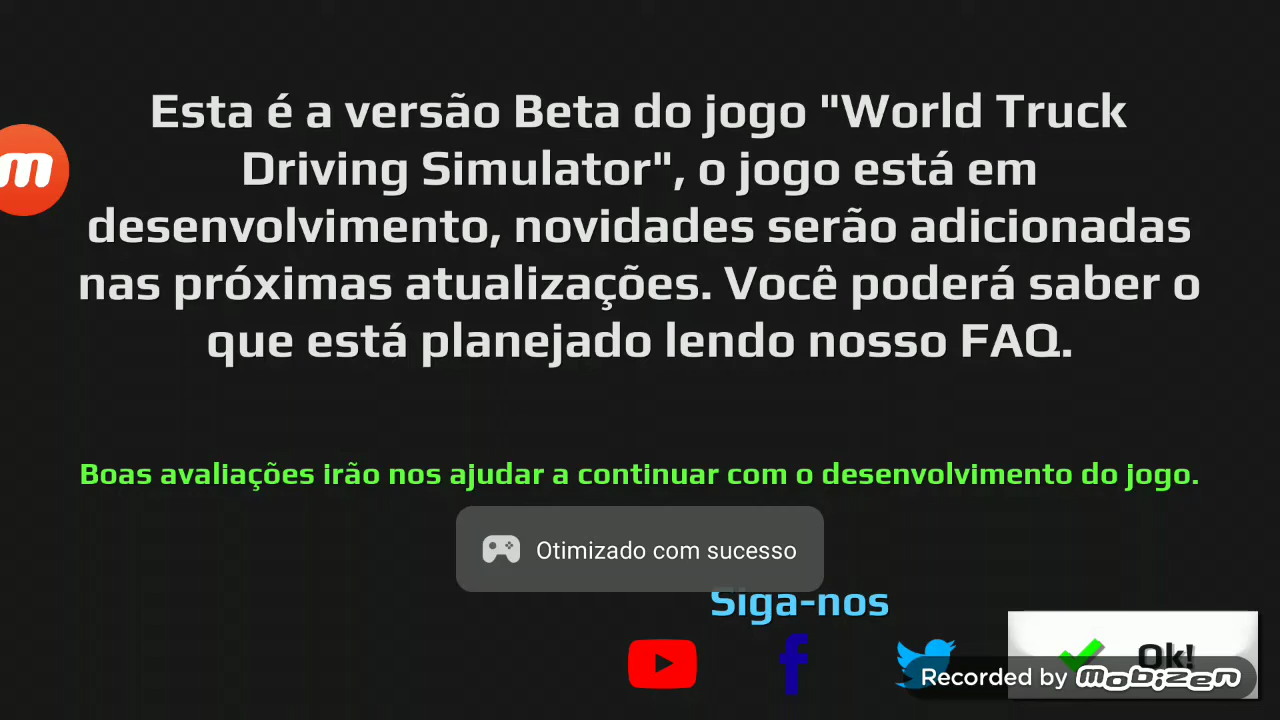 Esta é a versão Beta do jogo "World Truck
Driving Simulator", o jogo está em
desenvolvimento, novidades serão adicionadas
nas próximas atualizações. Você poderá saber o
que está planejado lendo nosso FAQ.
Boas avaliações irão nos ajudar a continuar com o desenvolvimento do jogo.
Otimizado com sucesso
Siga-nos
Ok!
Recorded by mobizen